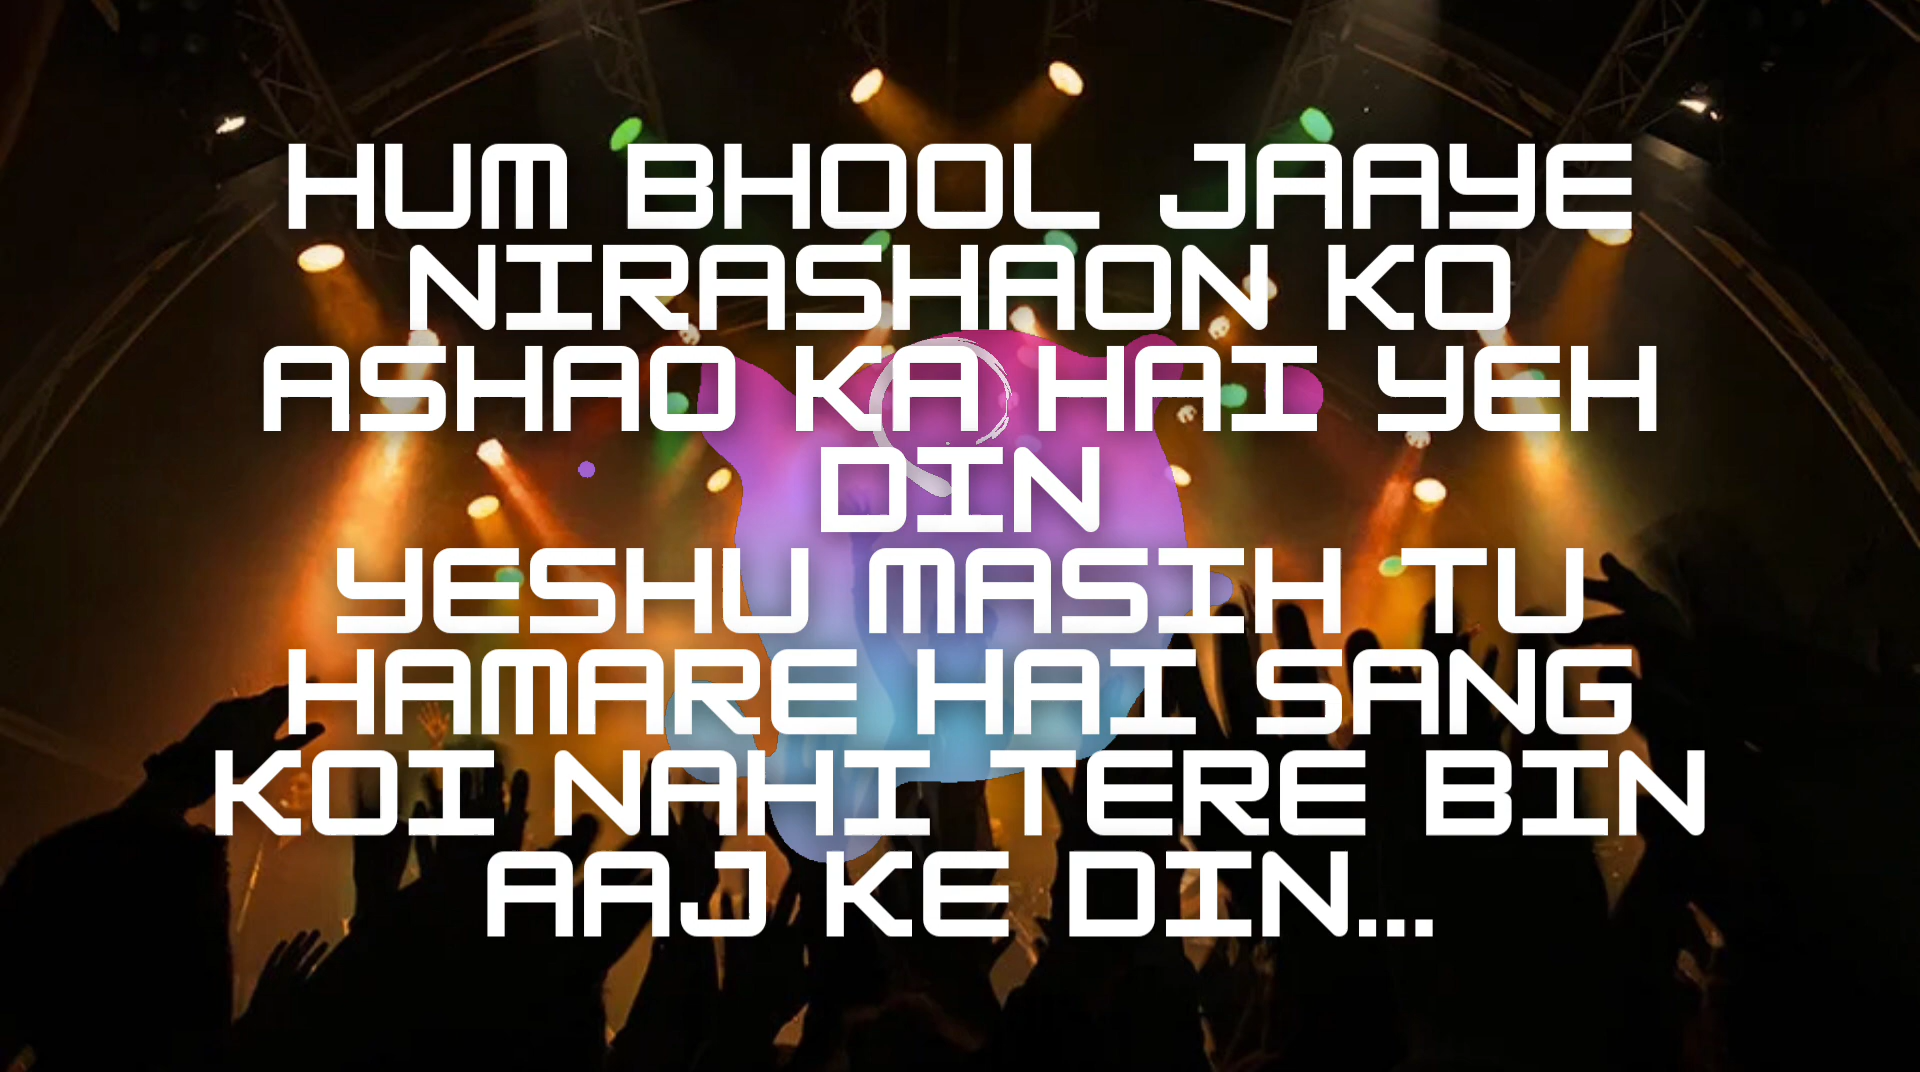 HUM BHOOL JAAYE
NIRASHAON KO
ASHAO KA HAI YEH
DIN
YESHU MASIH TU
HAMARE HAI SANG
KOI NAHI TERE BIN
AAJ KE DIN...